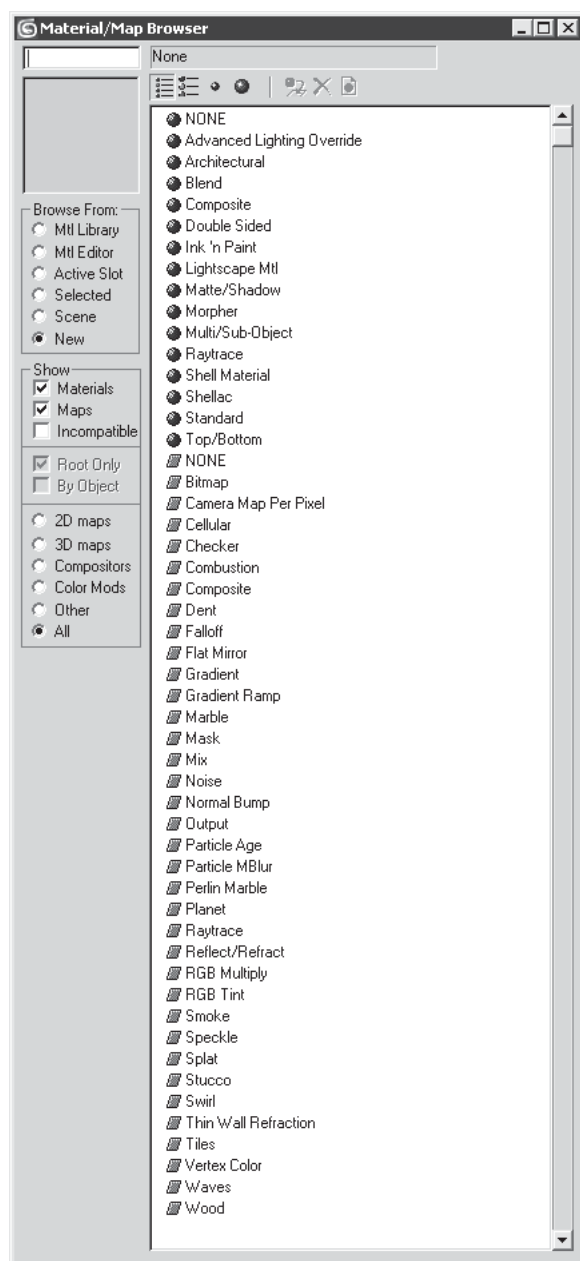 Material/Map Browser
None
Browse From:
Mtl Library
Mtl Editor
Active Slot
Selected
Scene
New
Show
Materials
Maps
Incompatible
Root Only
By Object
2D maps
3D maps
Compositors
Color Mods
Other
All
NONE
Advanced Lighting Override
Architectural
Blend
Composite
Double Sided
Ink 'n Paint
Lightscape Mtl
Matte/Shadow
Morpher
Multi/Sub-Object
Raytrace
Shell Material
Shellac
Standard
Top/Bottom
NONE
Bitmap
Camera Map Per Pixel
Cellular
Checker
Combustion
Composite
Dent
Falloff
Flat Mirror
Gradient
Gradient Ramp
Marble
Mask
Mix
Noise
Normal Bump
Output
Particle Age
Particle MBlur
Perlin Marble
Planet
Raytrace
Reflect/Refract
RGB Multiply
RGB Tint
Smoke
Speckle
Splat
Stucco
Swirl
Thin Wall Refraction
Tiles
Vertex Color
Waves
Wood